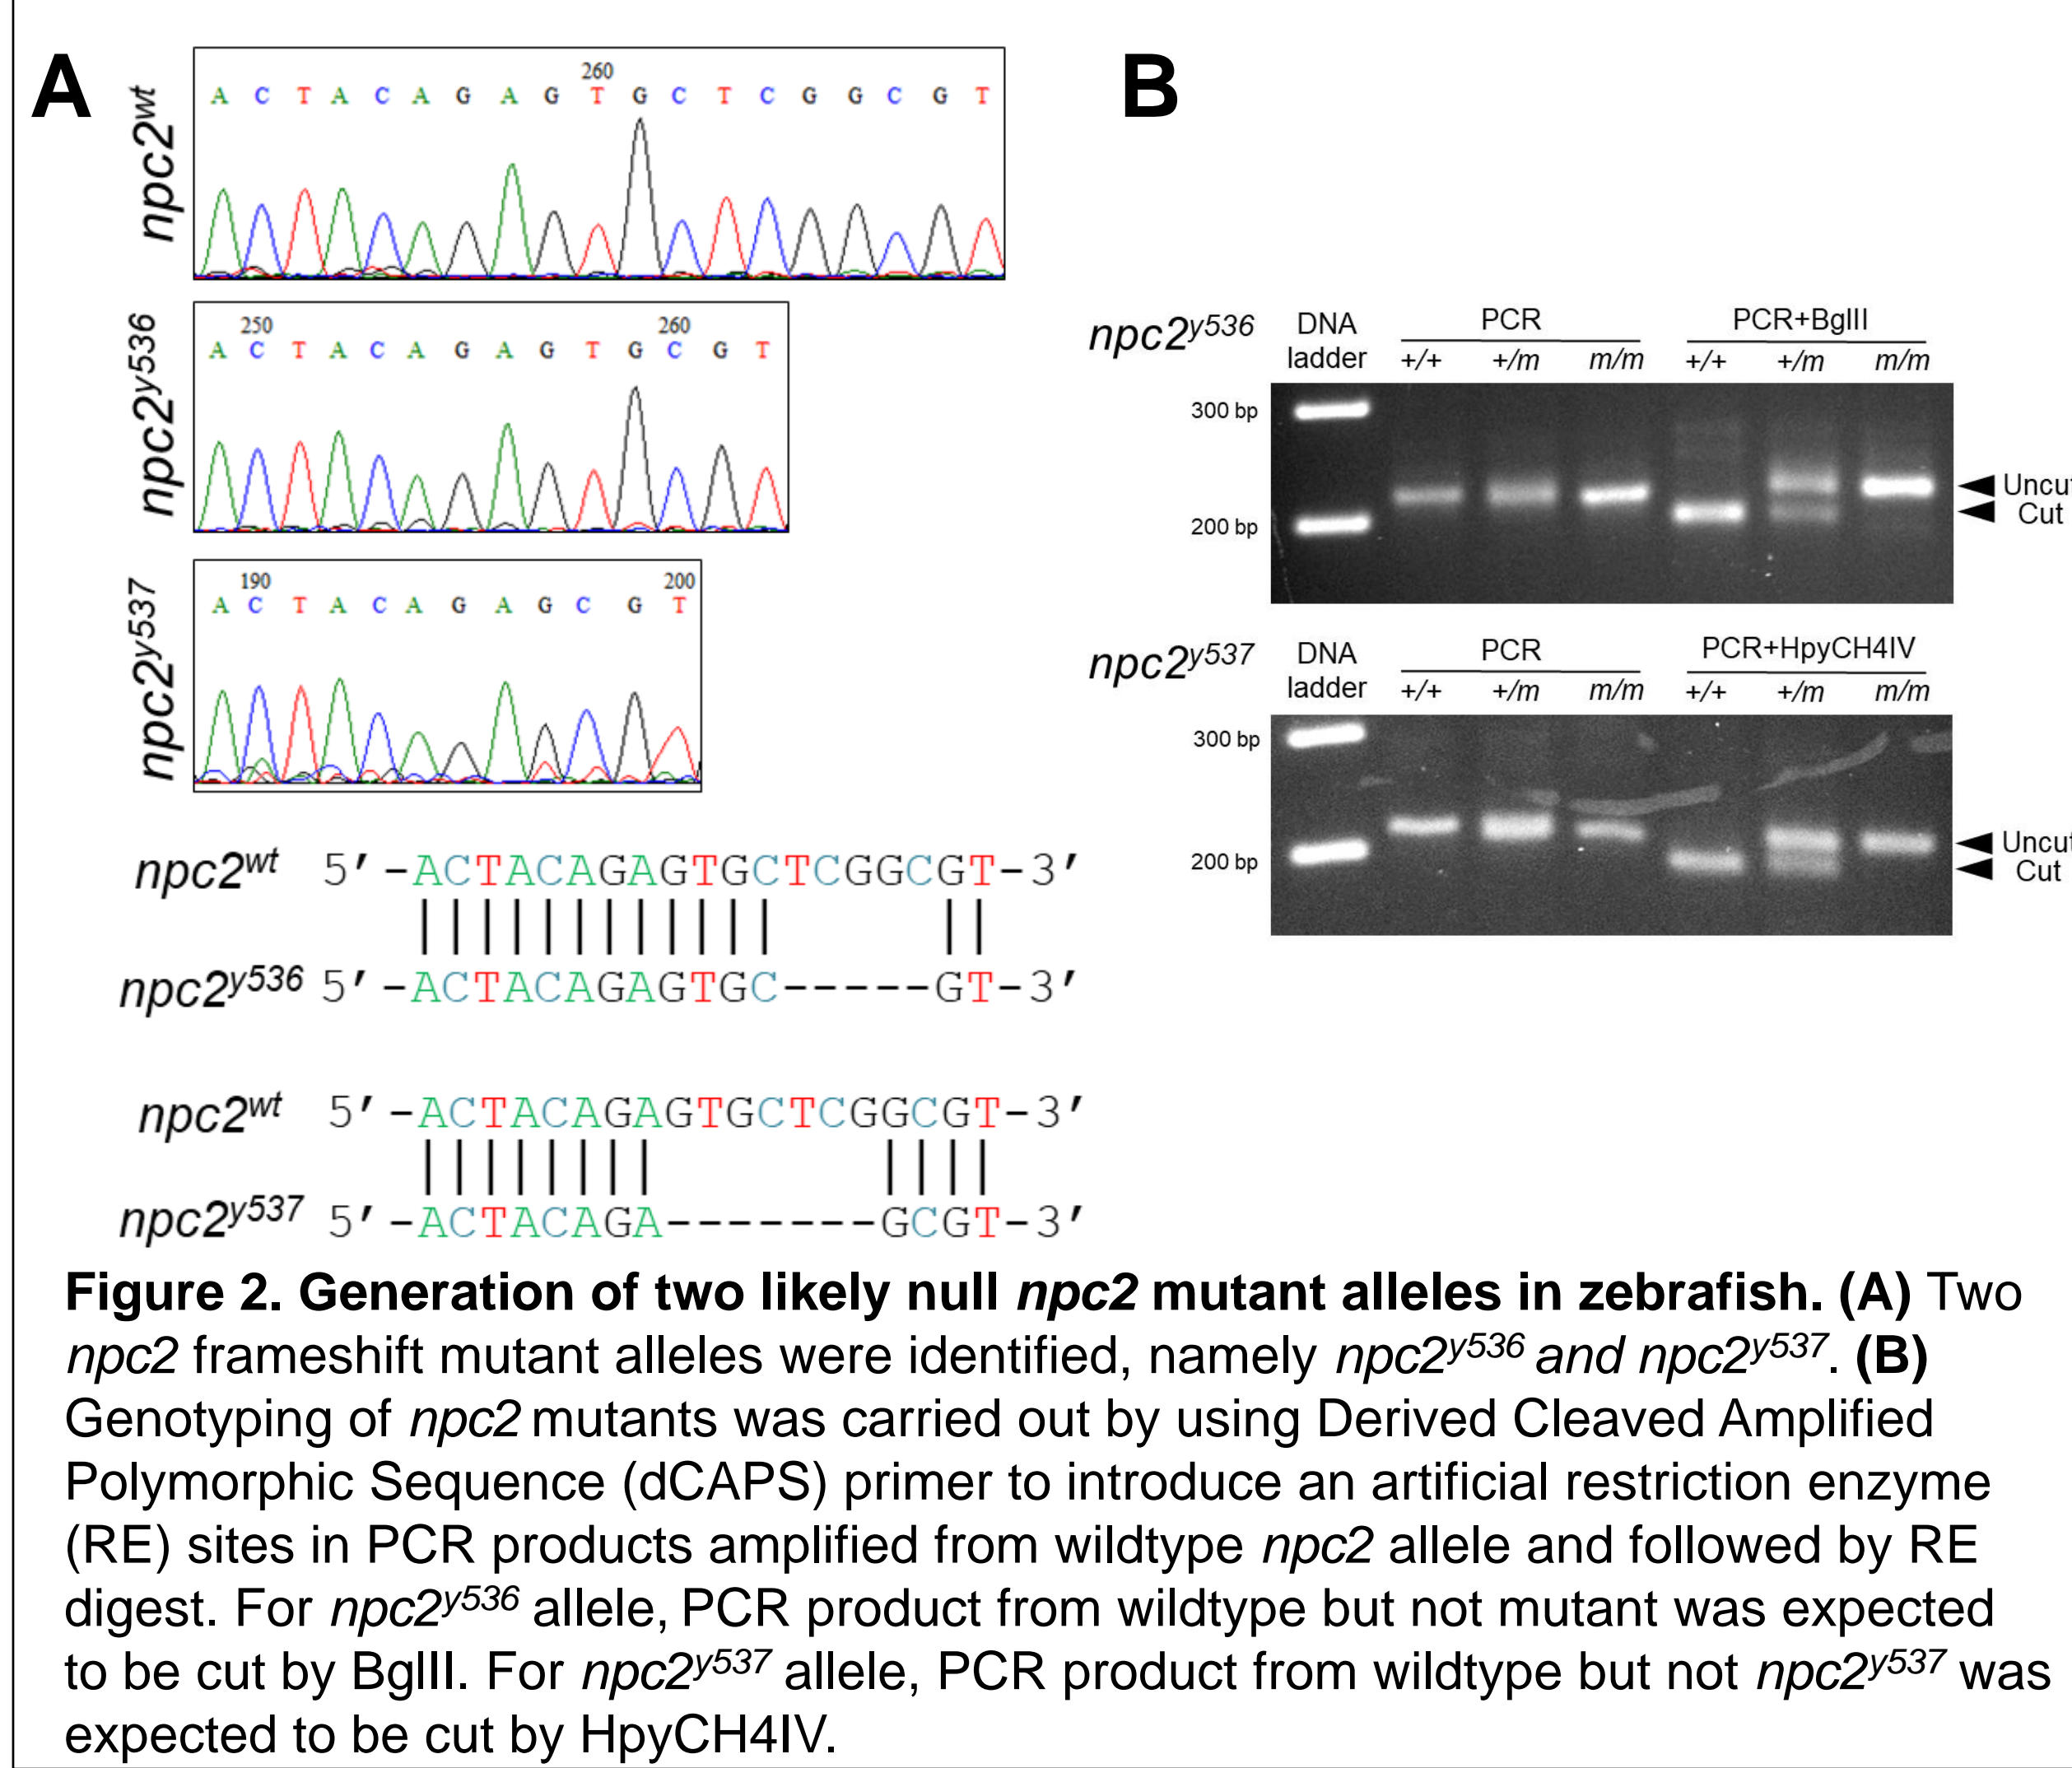 A
npc2wt
260
A C T A C A G A G T G C T C G G C G T
npc2y536
250 260
A C T A C A G A G T G C G T
npc2y537
190 200
A C T A C A G A G C G T
npc2wt 5′-ACTACAGAGTGCTCGGCGT-3′
npc2y536 5′-ACTACAGAGTGC-----GT-3′
npc2wt 5′-ACTACAGAGTGCTCGGCGT-3′
npc2y537 5′-ACTACAGA-------GCGT-3′
B
npc2y536
DNA ladder
PCR
PCR+BglII
+/+ +/m m/m +/+ +/m m/m
300 bp
200 bp
Uncut
Cut
npc2y537
DNA ladder
PCR
PCR+HpyCH4IV
+/+ +/m m/m +/+ +/m m/m
300 bp
200 bp
Uncut
Cut
Figure 2. Generation of two likely null npc2 mutant alleles in zebrafish. (A) Two
npc2 frameshift mutant alleles were identified, namely npc2y536 and npc2y537. (B)
Genotyping of npc2 mutants was carried out by using Derived Cleaved Amplified
Polymorphic Sequence (dCAPS) primer to introduce an artificial restriction enzyme
(RE) sites in PCR products amplified from wildtype npc2 allele and followed by RE
digest. For npc2y536 allele, PCR product from wildtype but not mutant was expected
to be cut by BglII. For npc2y537 allele, PCR product from wildtype but not npc2y537 was
expected to be cut by HpyCH4IV.